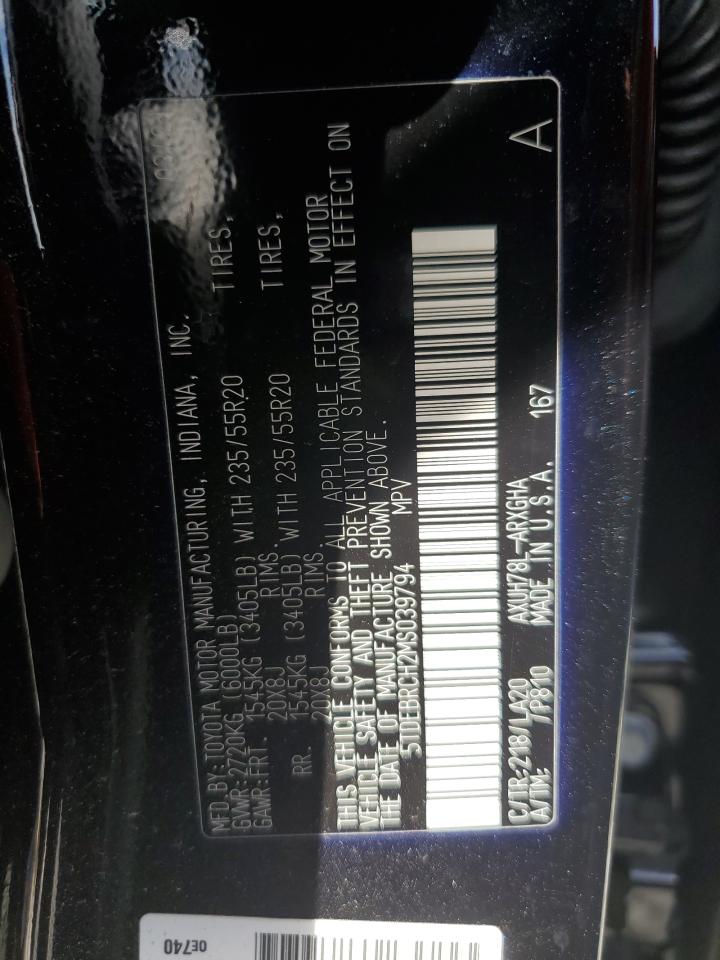 MFD.BY:TOYOTA MOTOR MANUFACTURING, INDIANA, INC.
GVWR:2720KG (6000LB)
GAWR:FRT. 1545KG (3405LB) WITH 235/55R20 TIRES,
20X8J RIMS.
RR. 1545KG (3405LB) WITH 235/55R20 TIRES,
20X8J RIMS.
THIS VEHICLE CONFORMS TO ALL APPLICABLE FEDERAL MOTOR
VEHICLE SAFETY AND THEFT PREVENTION STANDARDS IN EFFECT ON
THE DATE OF MANUFACTURE SHOWN ABOVE.
5TDEBRCH2MS039794 MPV
C/TR:218/LA20 AXUH78L-ARXGHA
A/TM: /P810 MADE IN U.S.A. 167
A
0E740